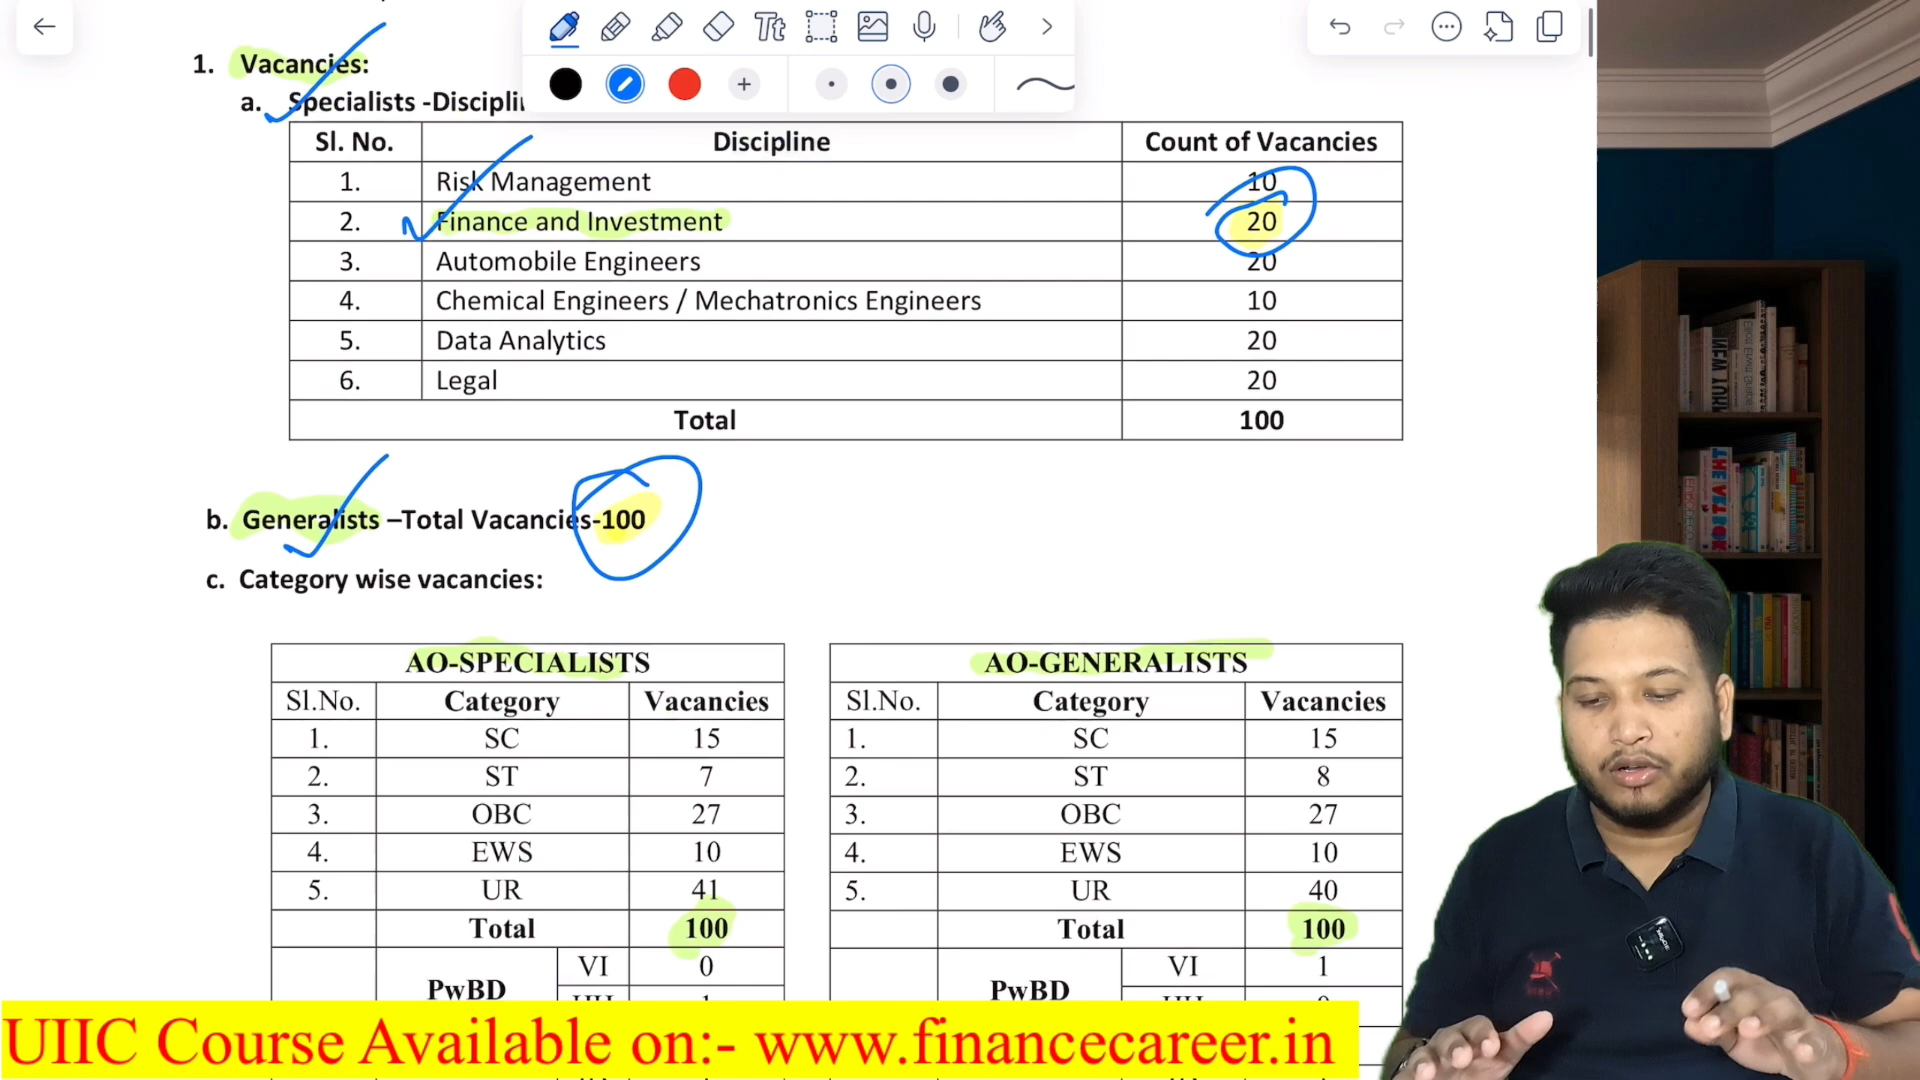 1. Vacancies:
a. Specialists -Discipli
Sl. No. Discipline Count of Vacancies
1. Risk Management 10
2. Finance and Investment 20
3. Automobile Engineers 20
4. Chemical Engineers / Mechatronics Engineers 10
5. Data Analytics 20
6. Legal 20
Total 100
b. Generalists –Total Vacancies-100
c. Category wise vacancies:
AO-SPECIALISTS
Sl.No. Category Vacancies
1. SC 15
2. ST 7
3. OBC 27
4. EWS 10
5. UR 41
Total 100
PwBD VI 0
AO-GENERALISTS
Sl.No. Category Vacancies
1. SC 15
2. ST 8
3. OBC 27
4. EWS 10
5. UR 40
Total 100
PwBD VI 1
UIIC Course Available on:- www.financecareer.in
Tt